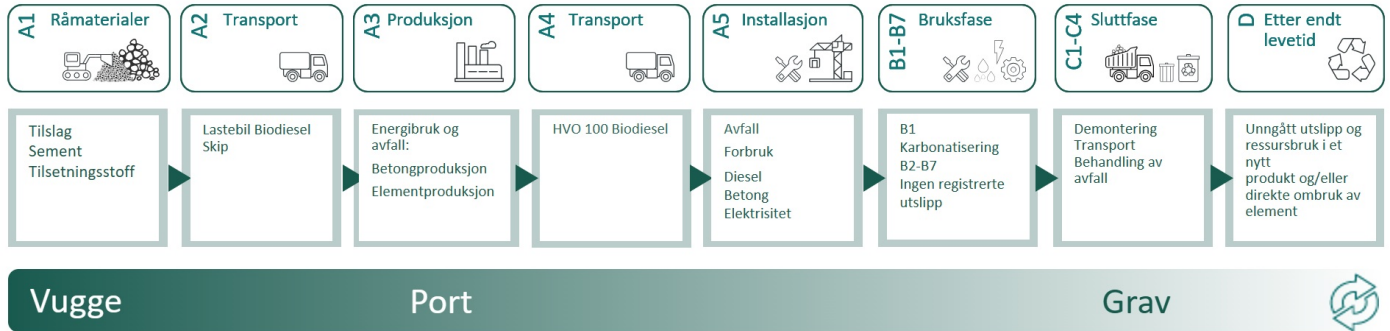 A1 Råmaterialer
A2 Transport
A3 Produksjon
A4 Transport
A5 Installasjon
B1-B7 Bruksfase
C1-C4 Sluttfase
D Etter endt
levetid
Tilslag
Sement
Tilsetningsstoff
Lastebil Biodiesel
Skip
Energibruk og
avfall:
Betongproduksjon
Elementproduksjon
HVO 100 Biodiesel
Avfall
Forbruk
Diesel
Betong
Elektrisitet
B1
Karbonatisering
B2-B7
Ingen registrerte
utslipp
Demontering
Transport
Behandling av
avfall
Unngått utslipp og
ressursbruk i et
nytt
produkt og/eller
direkte ombruk av
element
Vugge
Port
Grav